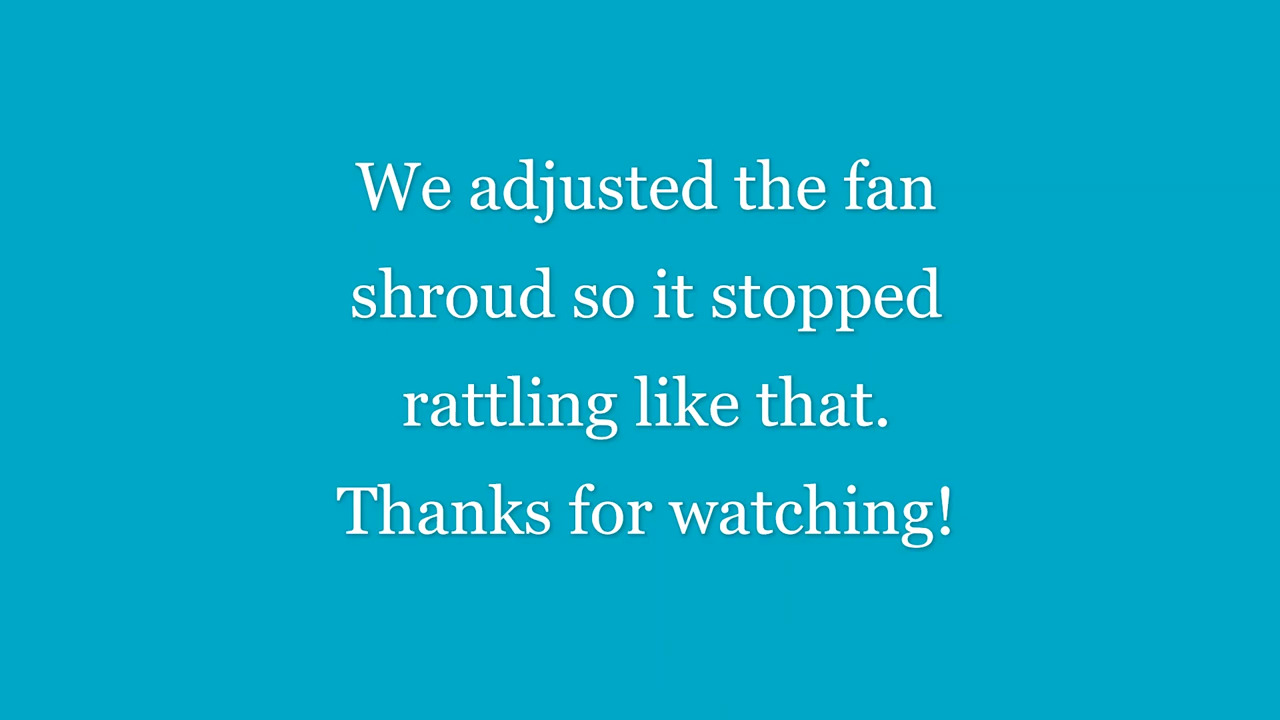 We adjusted the fan
shroud so it stopped
rattling like that.
Thanks for watching!